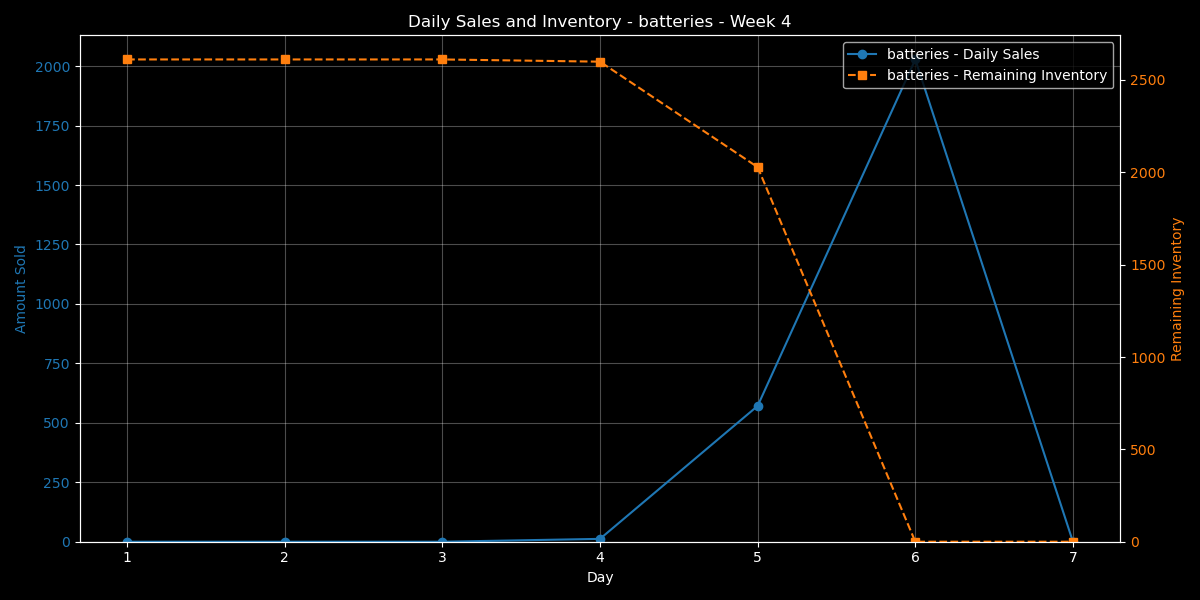 Daily Sales and Inventory - batteries - Week 4
batteries - Daily Sales
batteries - Remaining Inventory
Amount Sold
2000
1750
1500
1250
1000
750
500
250
0
2500
2000
1500
1000
500
0
Remaining Inventory
1 2 3 4 5 6 7
Day